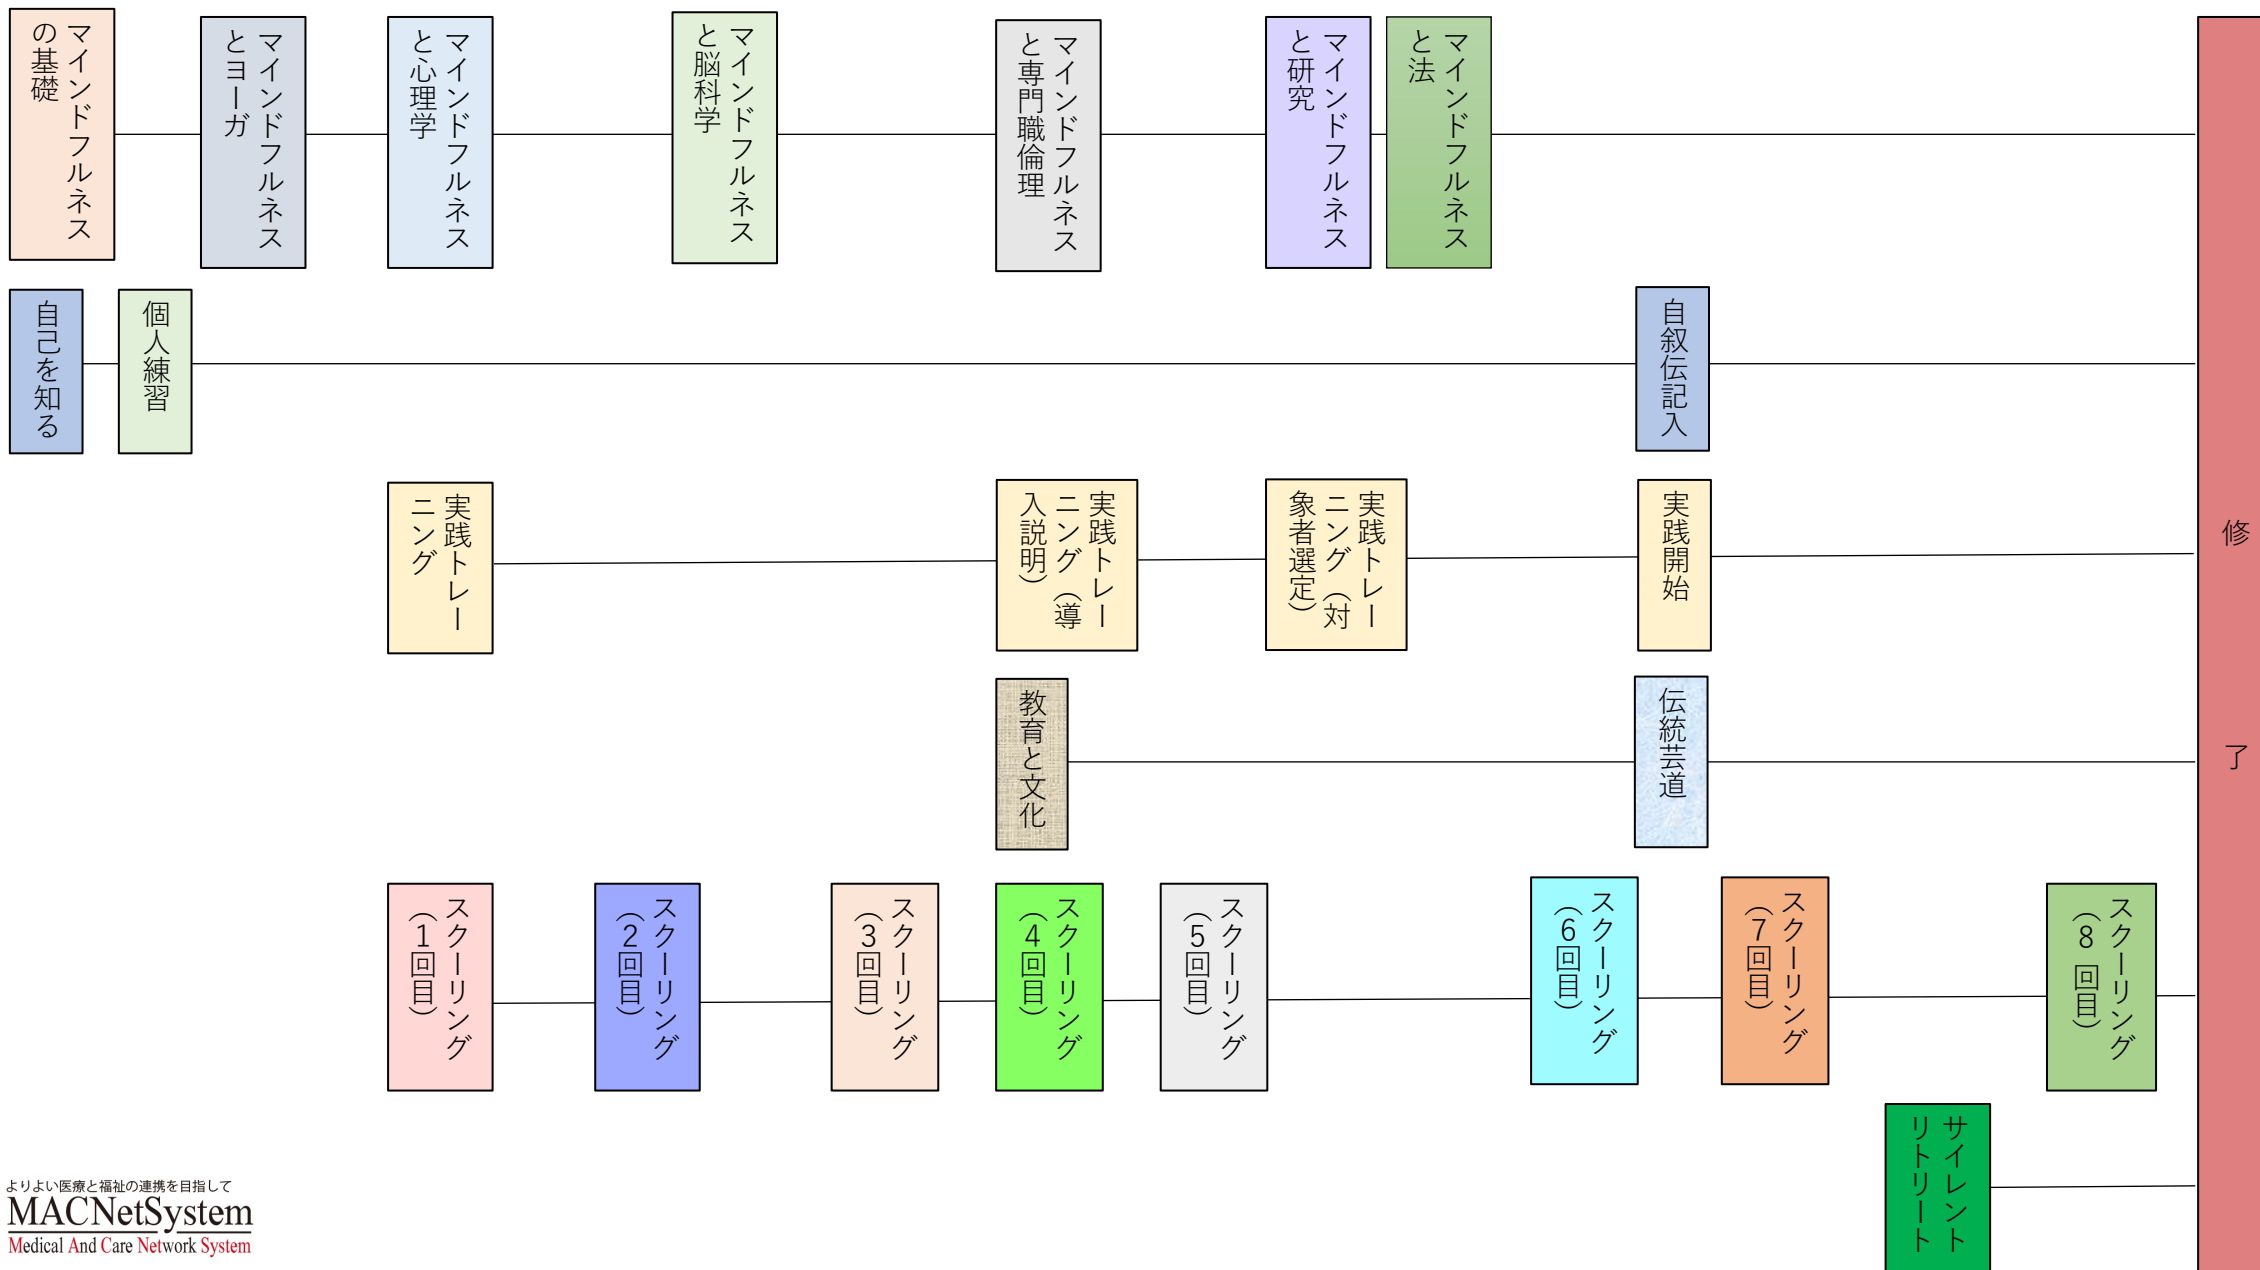 マインドフルネス
の基礎
マインドフルネス
とヨーガ
マインドフルネス
と心理学
マインドフルネス
と脳科学
マインドフルネス
と専門職倫理
マインドフルネス
と研究
マインドフルネス
と法
自己を知る
個人練習
自叙伝記入
実践トレー
ニング
実践トレー
ニング（導
入説明）
実践トレー
ニング（対
象者選定）
実践開始
教育と文化
伝統芸道
スクーリング
（1回目）
スクーリング
（2回目）
スクーリング
（3回目）
スクーリング
（4回目）
スクーリング
（5回目）
スクーリング
（6回目）
スクーリング
（7回目）
スクーリング
（8 回目）
サイレント
リトリート
修了
よりよい医療と福祉の連携を目指して
MACNetSystem
Medical And Care Network System